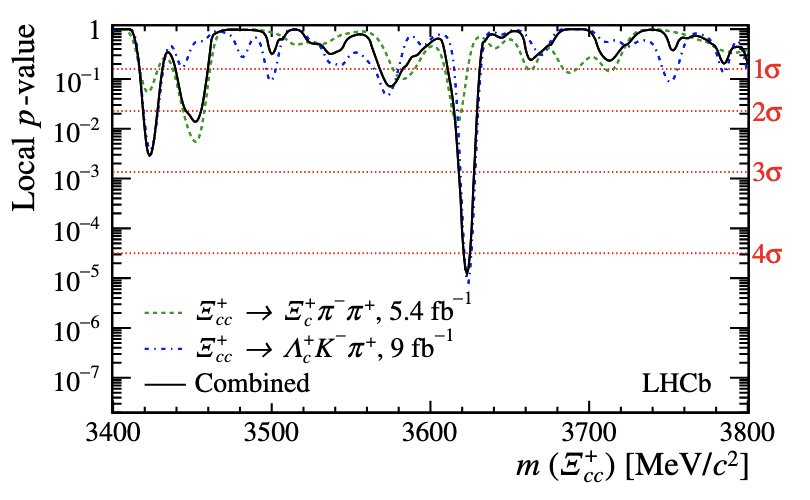 Local p-value
1
10⁻¹
10⁻²
10⁻³
10⁻⁴
10⁻⁵
10⁻⁶
10⁻⁷
1σ
2σ
3σ
4σ
Ξ⁺cc → Ξ⁺c π⁻ π⁺, 5.4 fb⁻¹
Ξ⁺cc → Λ⁺c K⁻ π⁺, 9 fb⁻¹
Combined
LHCb
3400 3500 3600 3700 3800
m (Ξ⁺cc) [MeV/c²]